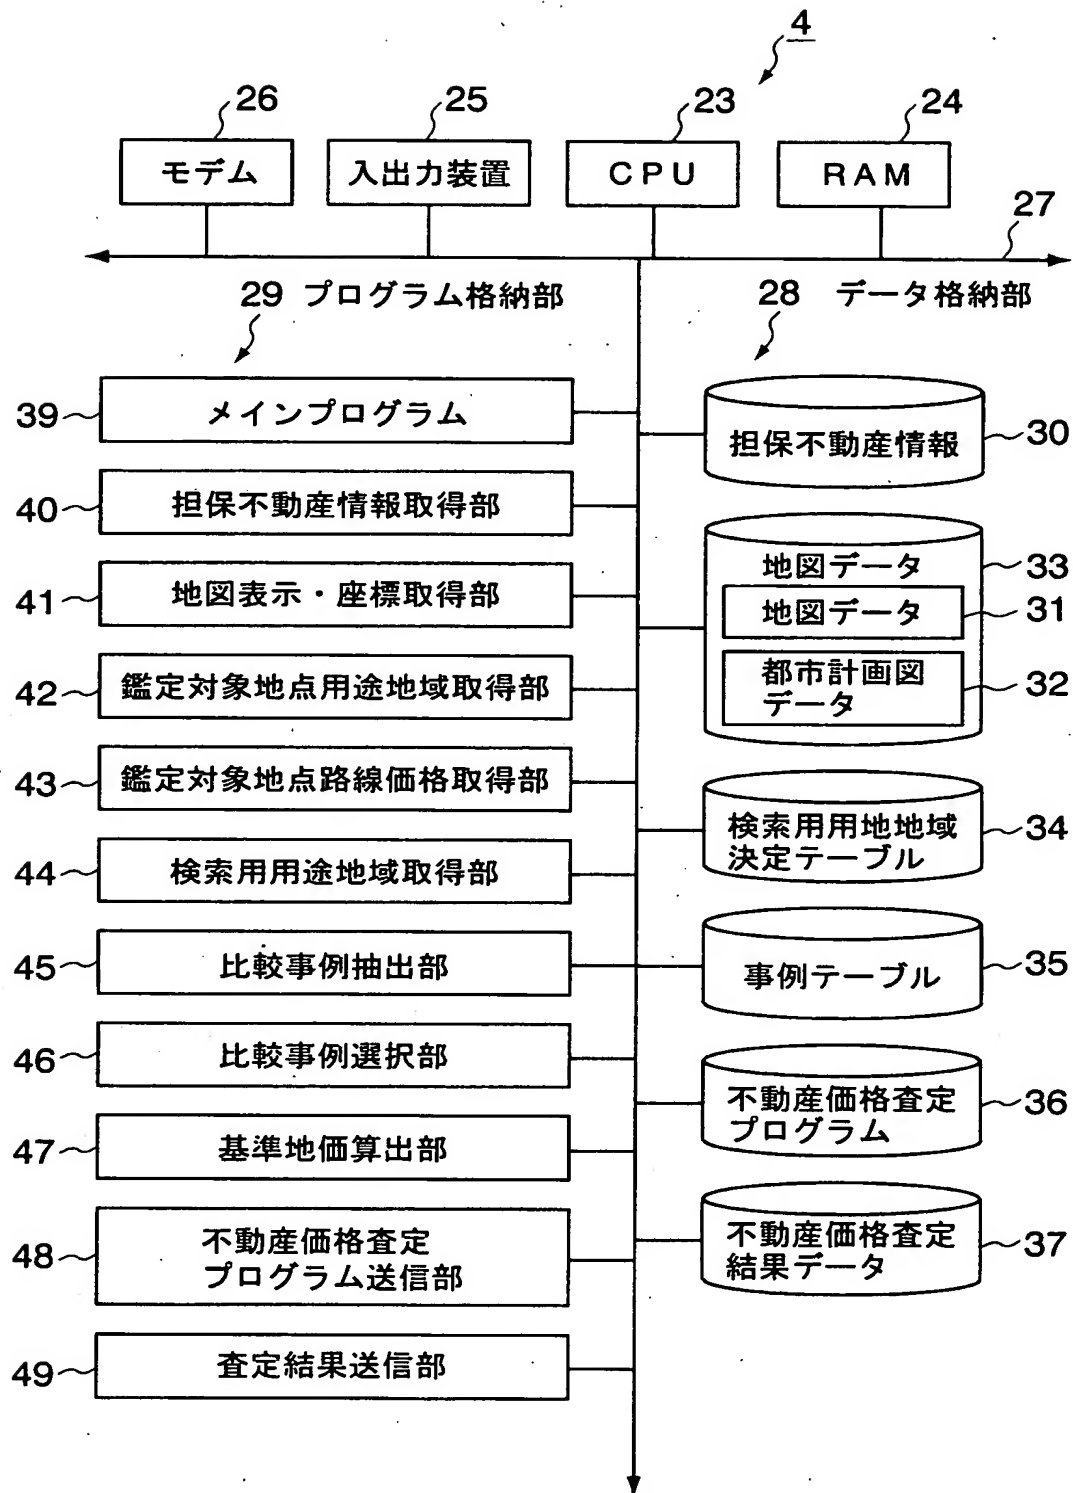 4
26
25
23
24
モデム
入出力装置
CPU
RAM
27
29 プログラム格納部
28 データ格納部
39
メインプログラム
40
担保不動産情報取得部
41
地図表示・座標取得部
42
鑑定対象地点用途地域取得部
43
鑑定対象地点路線価格取得部
44
検索用用途地域取得部
45
比較事例抽出部
46
比較事例選択部
47
基準地価算出部
48
不動産価格査定
プログラム送信部
49
査定結果送信部
担保不動産情報
30
地図データ
33
地図データ
31
都市計画図
データ
32
検索用用地地域
決定テーブル
34
事例テーブル
35
不動産価格査定
プログラム
36
不動産価格査定
結果データ
37